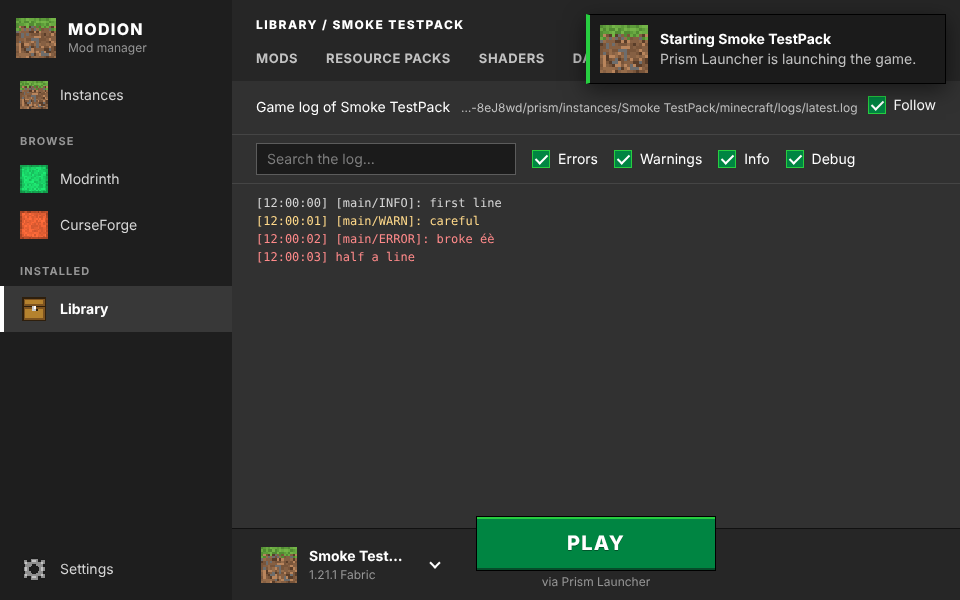 MODION
Mod manager
Instances
BROWSE
Modrinth
CurseForge
INSTALLED
Library
Settings
LIBRARY / SMOKE TESTPACK
MODS RESOURCE PACKS SHADERS
Starting Smoke TestPack
Prism Launcher is launching the game.
Game log of Smoke TestPack ...-8eJ8wd/prism/instances/Smoke TestPack/minecraft/logs/latest.log Follow
Search the log... Errors Warnings Info Debug
[12:00:00] [main/INFO]: first line
[12:00:01] [main/WARN]: careful
[12:00:02] [main/ERROR]: broke éè
[12:00:03] half a line
Smoke Test...
1.21.1 Fabric
PLAY
via Prism Launcher